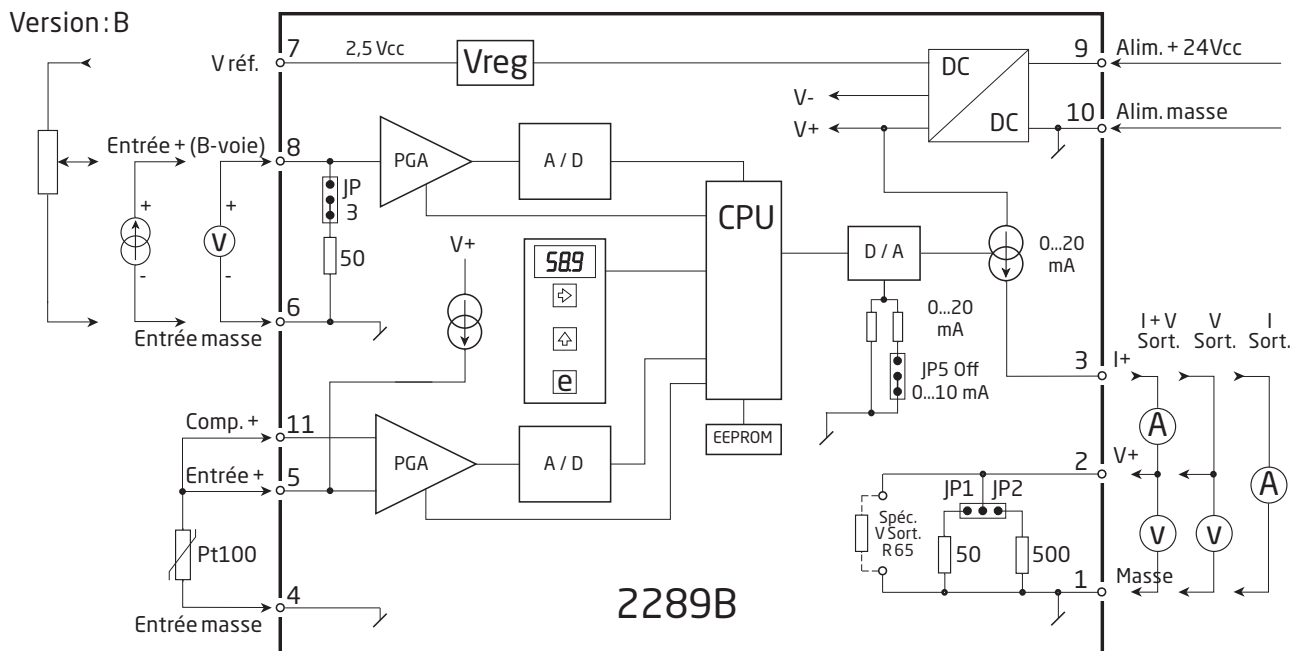 Version : B
7
2,5 Vcc
V réf.
Vreg
DC
DC
9
Alim. + 24Vcc
V-
V+
10
Alim. masse
Entrée + (B-voie)
8
PGA
A / D
JP
3
50
+
-
+
V
-
6
Entrée masse
V+
58.9
e
CPU
EEPROM
D / A
0...20
mA
0...20
mA
JP5 Off
0...10 mA
I + V
Sort.
V
Sort.
I
Sort.
3
I+
A
Comp. +
11
Entrée +
5
PGA
A / D
Pt100
4
Entrée masse
2
V+
A
JP1
JP2
Spéc.
V Sort.
R 65
50
500
V
V
1
Masse
2289B